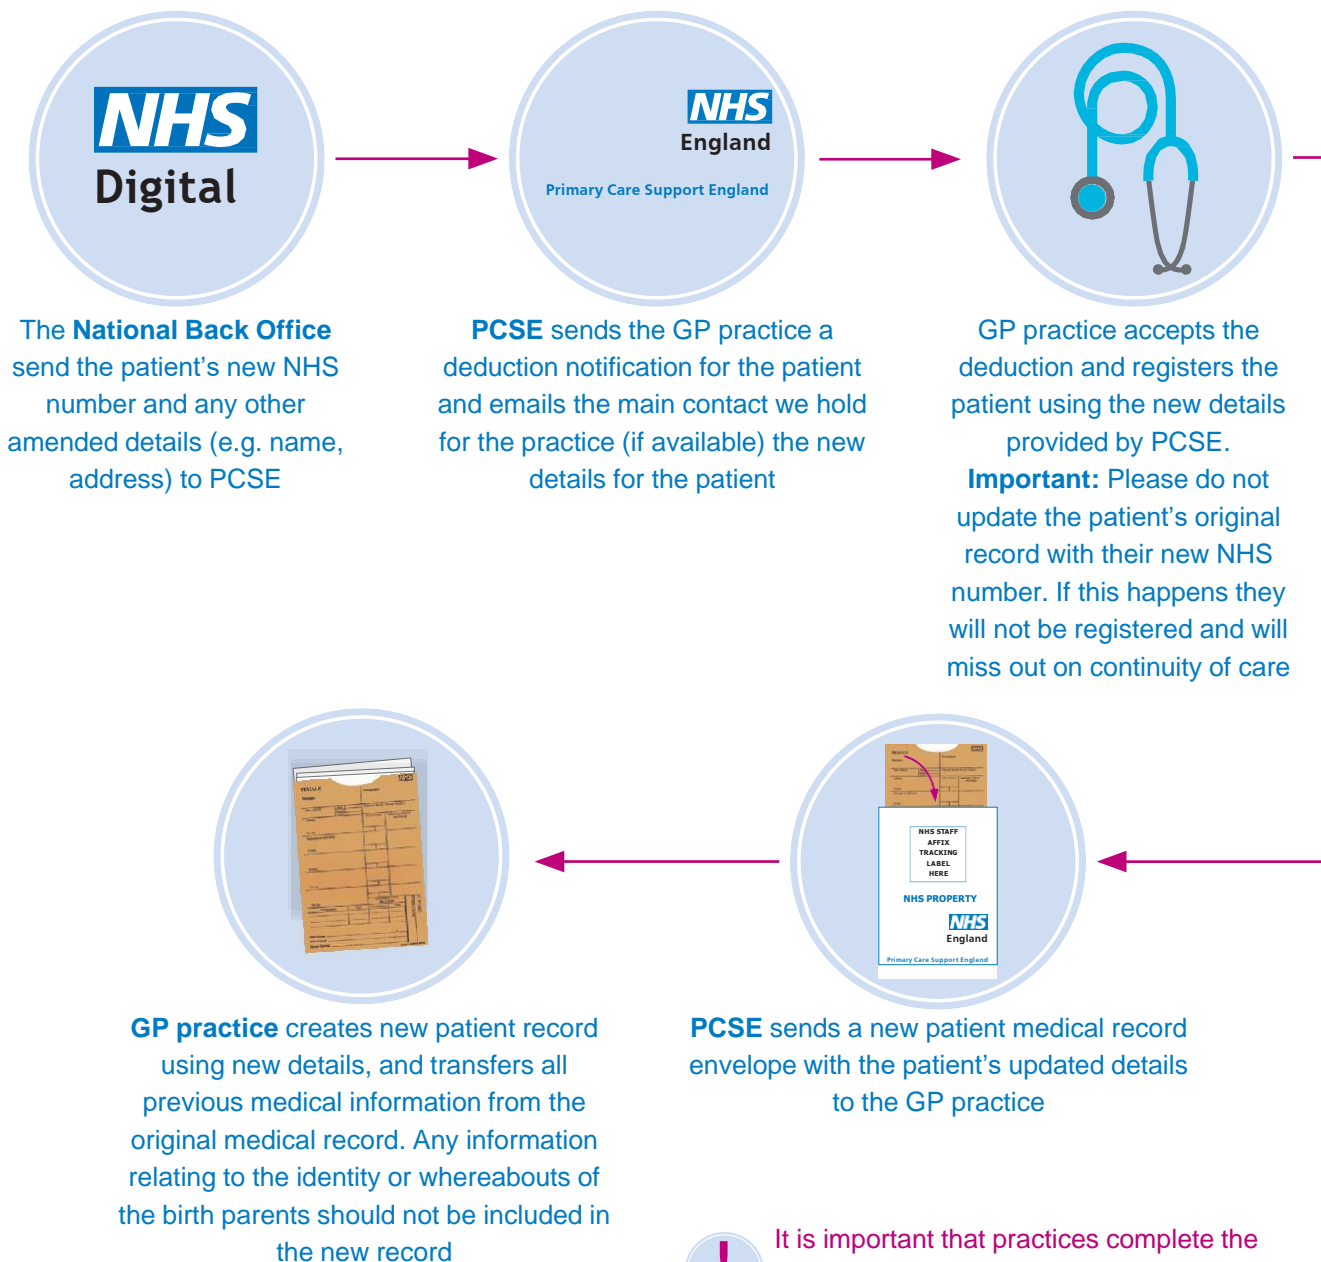 NHS
Digital
NHS
England
Primary Care Support England
The National Back Office
send the patient's new NHS
number and any other
amended details (e.g. name,
address) to PCSE
PCSE sends the GP practice a
deduction notification for the patient
and emails the main contact we hold
for the practice (if available) the new
details for the patient
GP practice accepts the
deduction and registers the
patient using the new details
provided by PCSE.
Important: Please do not
update the patient's original
record with their new NHS
number. If this happens they
will not be registered and will
miss out on continuity of care
NHS
GP practice creates new patient record
using new details, and transfers all
previous medical information from the
original medical record. Any information
relating to the identity or whereabouts of
the birth parents should not be included in
the new record
NHS
NHS STAFF
AFFIX
TRACKING
LABEL
HERE
NHS PROPERTY
NHS
England
Primary Care Support England
PCSE sends a new patient medical record
envelope with the patient's updated details
to the GP practice
! It is important that practices complete the